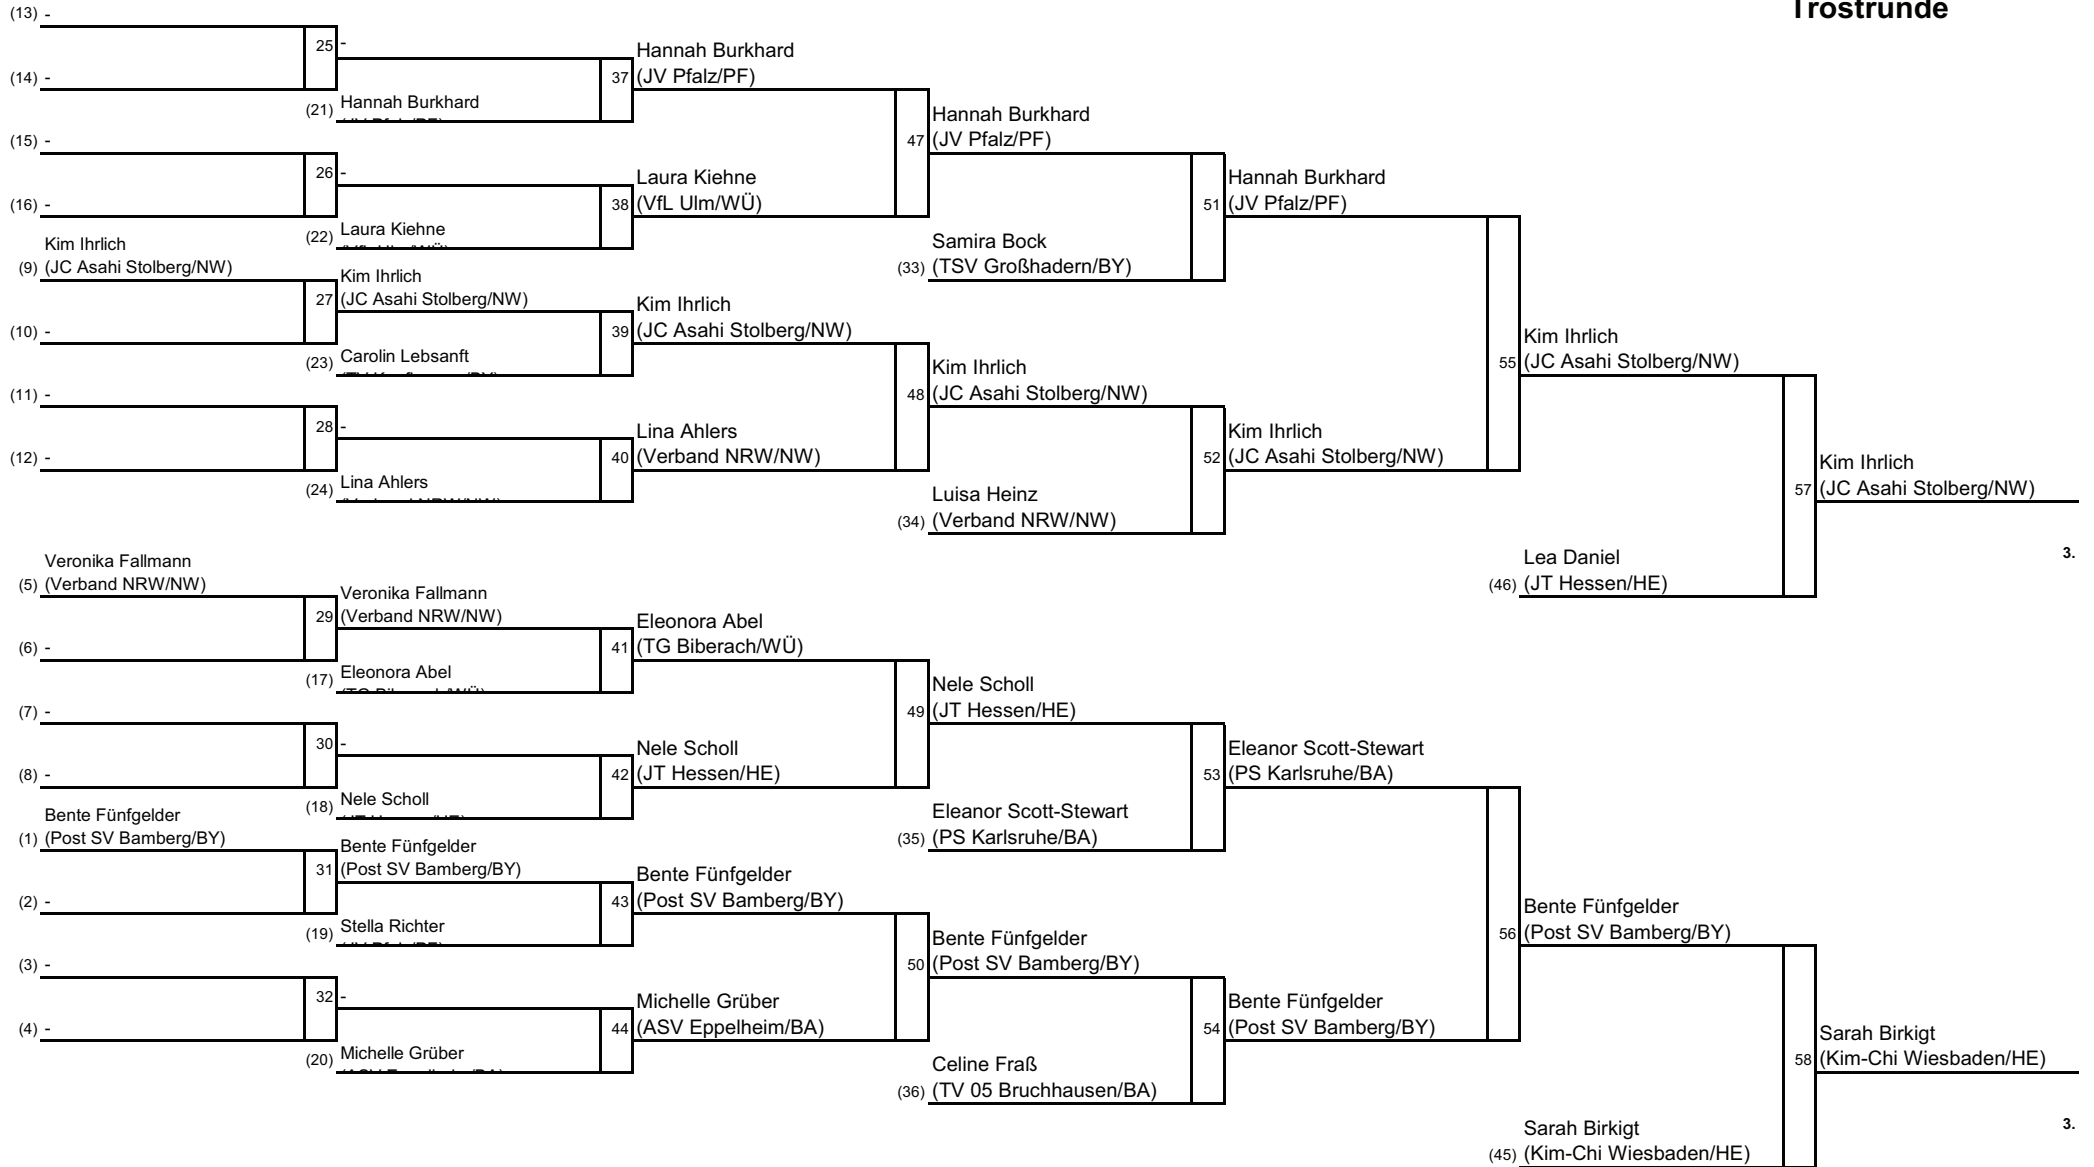 Trostrunde
(13) -
25 -
(14) -
(21) Hannah Burkhard
37 Hannah Burkhard
(JV Pfalz/PF)
(15) -
26 -
(16) -
(22) Laura Kiehne
38 Laura Kiehne
(VfL Ulm/WÜ)
47 Hannah Burkhard
(JV Pfalz/PF)
(33) Samira Bock
(TSV Großhadern/BY)
51 Hannah Burkhard
(JV Pfalz/PF)
(9) Kim Ihrlich
(JC Asahi Stolberg/NW)
27 Kim Ihrlich
(JC Asahi Stolberg/NW)
(10) -
(23) Carolin Lebsanft
39 Kim Ihrlich
(JC Asahi Stolberg/NW)
(11) -
28 -
(12) -
(24) Lina Ahlers
40 Lina Ahlers
(Verband NRW/NW)
48 Kim Ihrlich
(JC Asahi Stolberg/NW)
(34) Luisa Heinz
(Verband NRW/NW)
52 Kim Ihrlich
(JC Asahi Stolberg/NW)
55 Kim Ihrlich
(JC Asahi Stolberg/NW)
(46) Lea Daniel
(JT Hessen/HE)
57 Kim Ihrlich
(JC Asahi Stolberg/NW)
3.
(5) Veronika Fallmann
(Verband NRW/NW)
29 Veronika Fallmann
(Verband NRW/NW)
(6) -
(17) Eleonora Abel
41 Eleonora Abel
(TG Biberach/WÜ)
(7) -
30 -
(8) -
(18) Nele Scholl
42 Nele Scholl
(JT Hessen/HE)
49 Nele Scholl
(JT Hessen/HE)
(35) Eleanor Scott-Stewart
(PS Karlsruhe/BA)
53 Eleanor Scott-Stewart
(PS Karlsruhe/BA)
(1) Bente Fünfgelder
(Post SV Bamberg/BY)
31 Bente Fünfgelder
(Post SV Bamberg/BY)
(2) -
(19) Stella Richter
43 Bente Fünfgelder
(Post SV Bamberg/BY)
(3) -
32 -
(4) -
(20) Michelle Grüber
44 Michelle Grüber
(ASV Eppelheim/BA)
50 Bente Fünfgelder
(Post SV Bamberg/BY)
(36) Celine Fraß
(TV 05 Bruchhausen/BA)
54 Bente Fünfgelder
(Post SV Bamberg/BY)
56 Bente Fünfgelder
(Post SV Bamberg/BY)
(45) Sarah Birkigt
(Kim-Chi Wiesbaden/HE)
58 Sarah Birkigt
(Kim-Chi Wiesbaden/HE)
3.